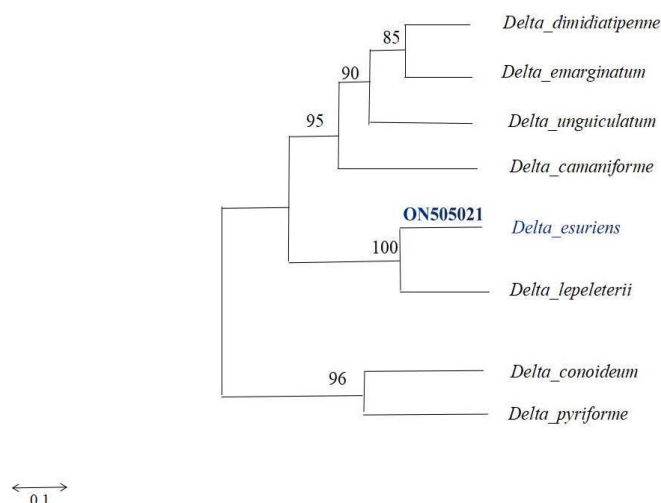 Delta_dimidiatipenne
85
Delta_emarginatum
90
Delta_unguiculatum
95
Delta_camaniforme
ON505021
Delta_esuriens
100
Delta_lepeleterii
Delta_conoideum
96
Delta_pyriforme
0.1